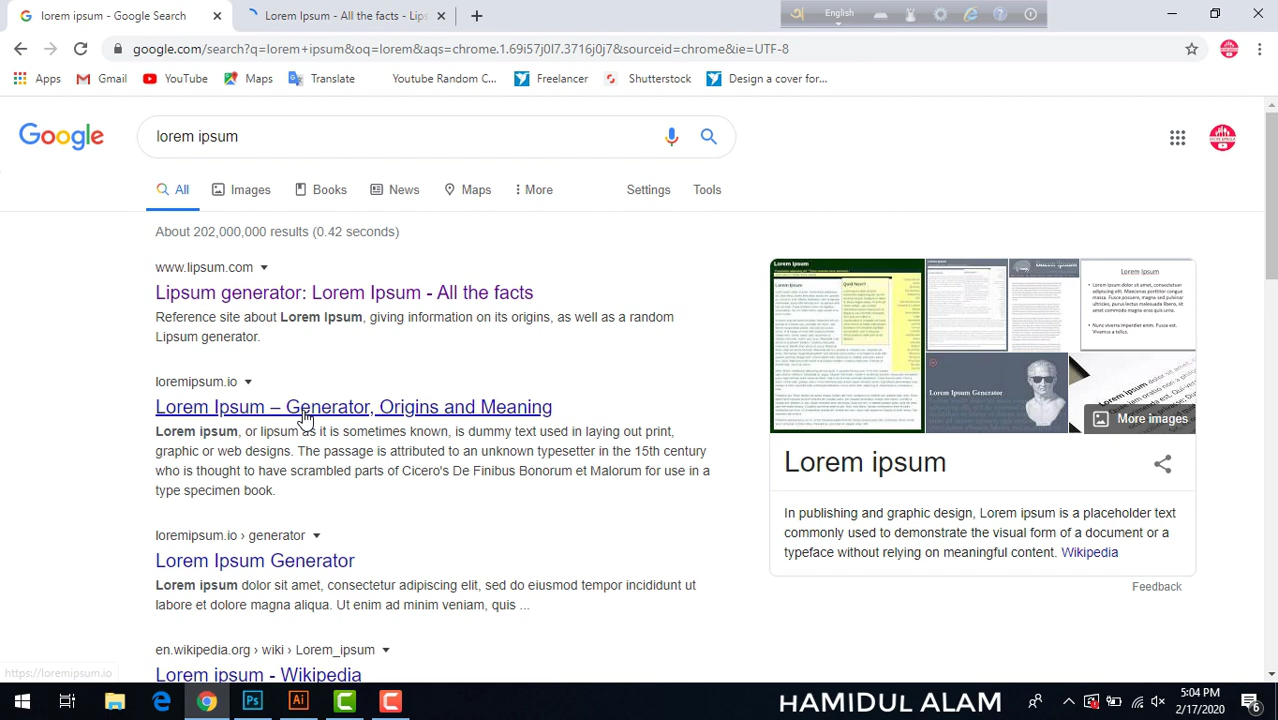 lorem ipsum - Google Search
Lorem Ipsum - All the facts - Lips
English
google.com/search?q=lorem+ipsum&oq=lorem&aqs=chrome.1.69i57j0l7.3716j0j7&sourceid=chrome&ie=UTF-8
Apps Gmail YouTube Maps Translate Youtube Random C... Freelancer Shutterstock Design a cover for...
Google
lorem ipsum
All Images Books News Maps More Settings Tools
About 202,000,000 results (0.42 seconds)
www.lipsum.com
Lipsum generator: Lorem Ipsum - All the facts
Reference site about Lorem Ipsum, giving information on its origins, as well as a random
Lipsum generator.
loremipsum.io
Lorem Ipsum: Generator, Origins and Meaning
Lorem ipsum, or lipsum as it is sometimes known, is dummy text used in laying out print,
graphic or web designs. The passage is attributed to an unknown typesetter in the 15th century
who is thought to have scrambled parts of Cicero's De Finibus Bonorum et Malorum for use in a
type specimen book.
loremipsum.io › generator
Lorem Ipsum Generator
Lorem ipsum dolor sit amet, consectetur adipiscing elit, sed do eiusmod tempor incididunt ut
labore et dolore magna aliqua. Ut enim ad minim veniam, quis ...
en.wikipedia.org › wiki › Lorem_ipsum
Lorem ipsum - Wikipedia
More images
Lorem ipsum
In publishing and graphic design, Lorem ipsum is a placeholder text
commonly used to demonstrate the visual form of a document or a
typeface without relying on meaningful content. Wikipedia
Feedback
https://loremipsum.io
HAMIDUL ALAM
5:04 PM
2/17/2020